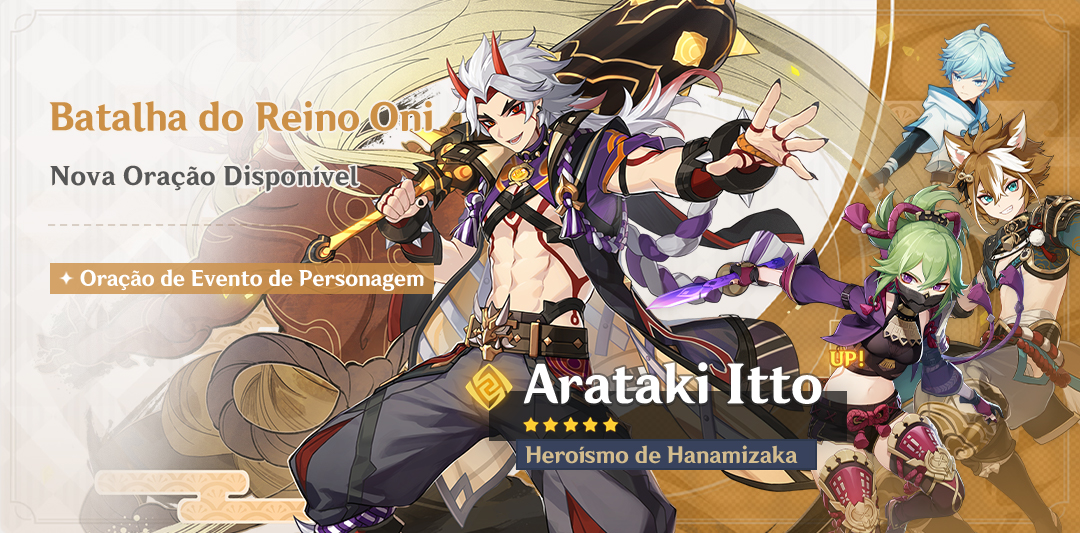 Batalha do Reino Oni
Nova Oração Disponível
✦ Oração de Evento de Personagem
UP!
Arataki Itto
★★★★★
Heroísmo de Hanamizaka